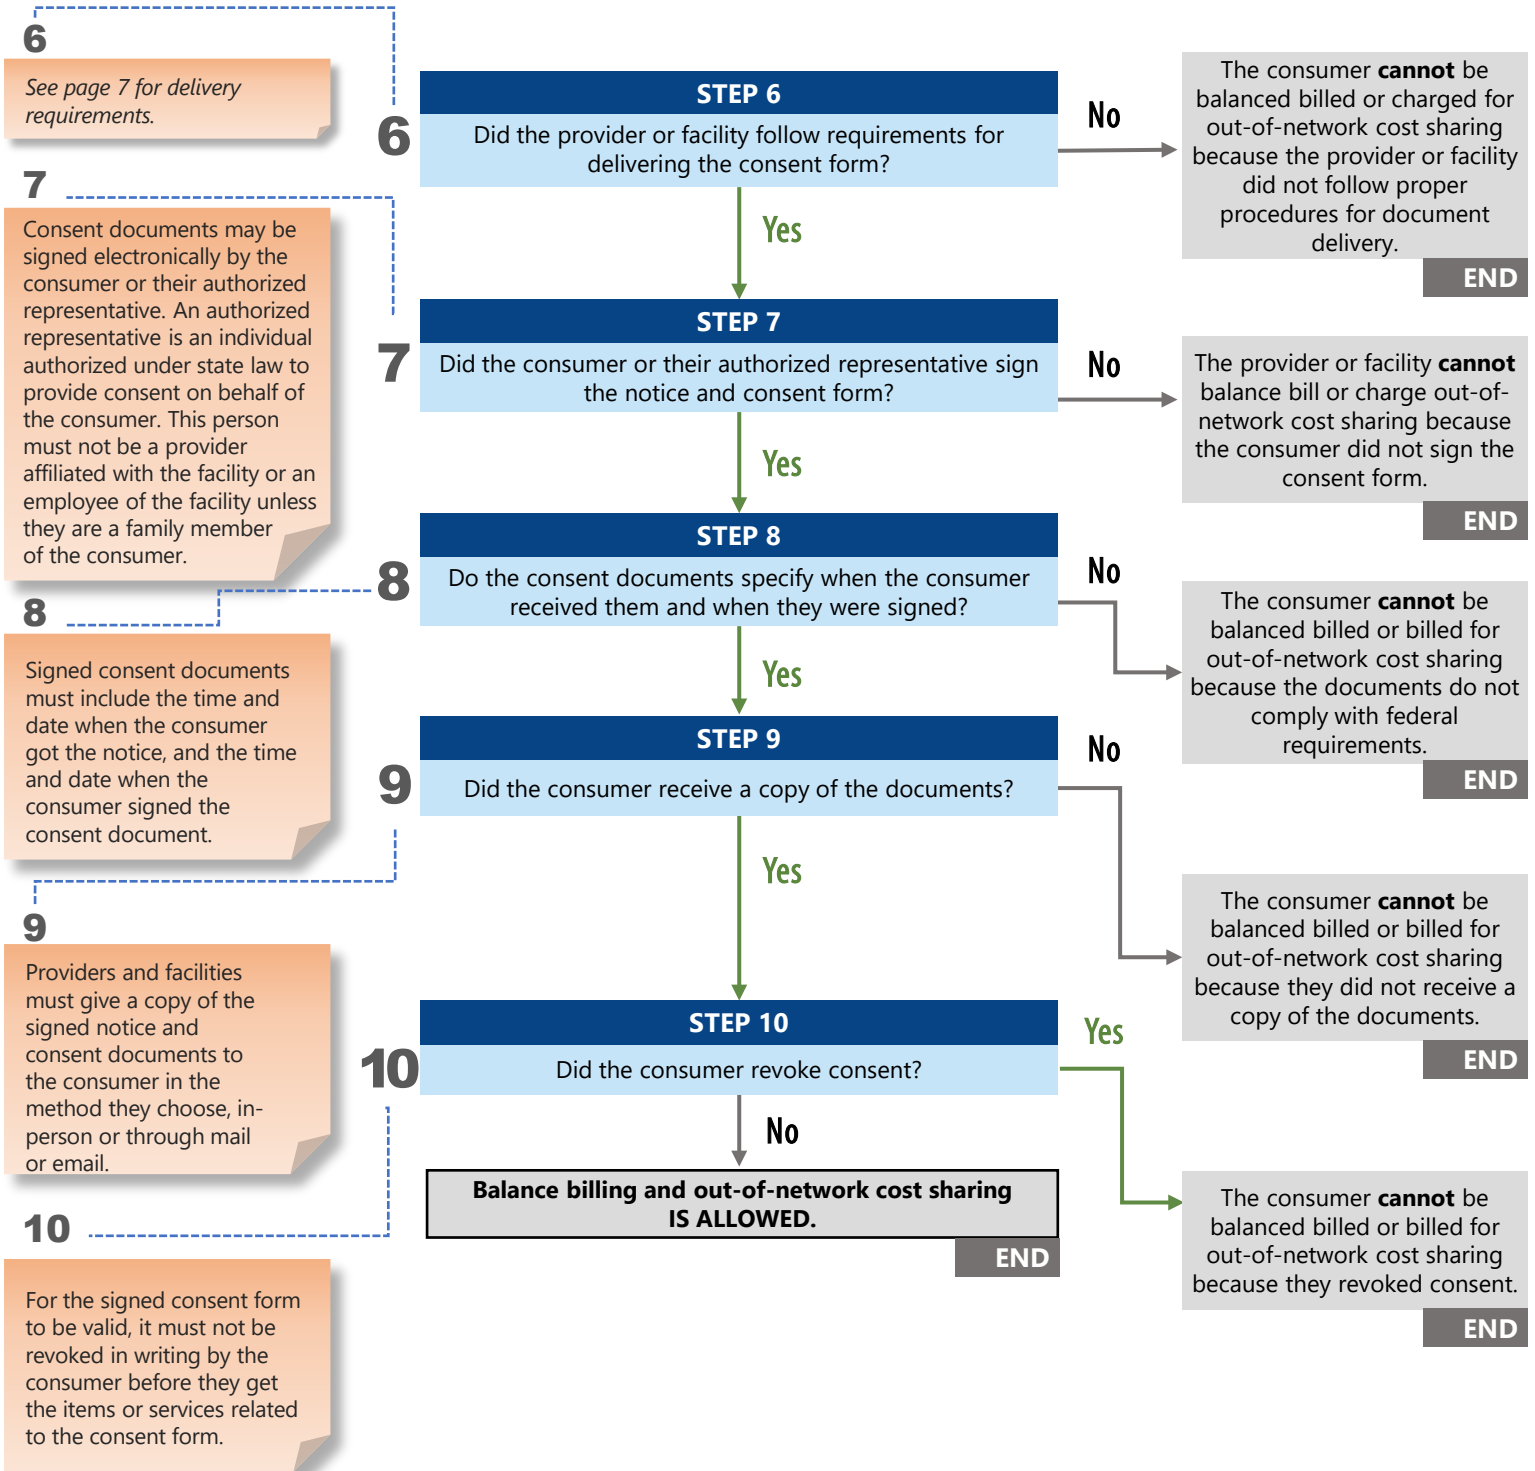 6
See page 7 for delivery
requirements.
6
STEP 6
Did the provider or facility follow requirements for
delivering the consent form?
No
Yes
The consumer cannot be
balanced billed or charged for
out-of-network cost sharing
because the provider or facility
did not follow proper
procedures for document
delivery.
END
7
Consent documents may be
signed electronically by the
consumer or their authorized
representative. An authorized
representative is an individual
authorized under state law to
provide consent on behalf of
the consumer. This person
must not be a provider
affiliated with the facility or an
employee of the facility unless
they are a family member
of the consumer.
7
STEP 7
Did the consumer or their authorized representative sign
the notice and consent form?
No
Yes
The provider or facility cannot
balance bill or charge out-of-
network cost sharing because
the consumer did not sign the
consent form.
END
8
Signed consent documents
must include the time and
date when the consumer
got the notice, and the time
and date when the
consumer signed the
consent document.
8
STEP 8
Do the consent documents specify when the consumer
received them and when they were signed?
No
Yes
The consumer cannot be
balanced billed or billed for
out-of-network cost sharing
because the documents do not
comply with federal
requirements.
END
9
Providers and facilities
must give a copy of the
signed notice and
consent documents to
the consumer in the
method they choose, in-
person or through mail
or email.
9
STEP 9
Did the consumer receive a copy of the documents?
No
Yes
The consumer cannot be
balanced billed or billed for
out-of-network cost sharing
because they did not receive a
copy of the documents.
END
10
For the signed consent form
to be valid, it must not be
revoked in writing by the
consumer before they get
the items or services related
to the consent form.
10
STEP 10
Did the consumer revoke consent?
Yes
No
Balance billing and out-of-network cost sharing
IS ALLOWED.
END
The consumer cannot be
balanced billed or billed for
out-of-network cost sharing
because they revoked consent.
END